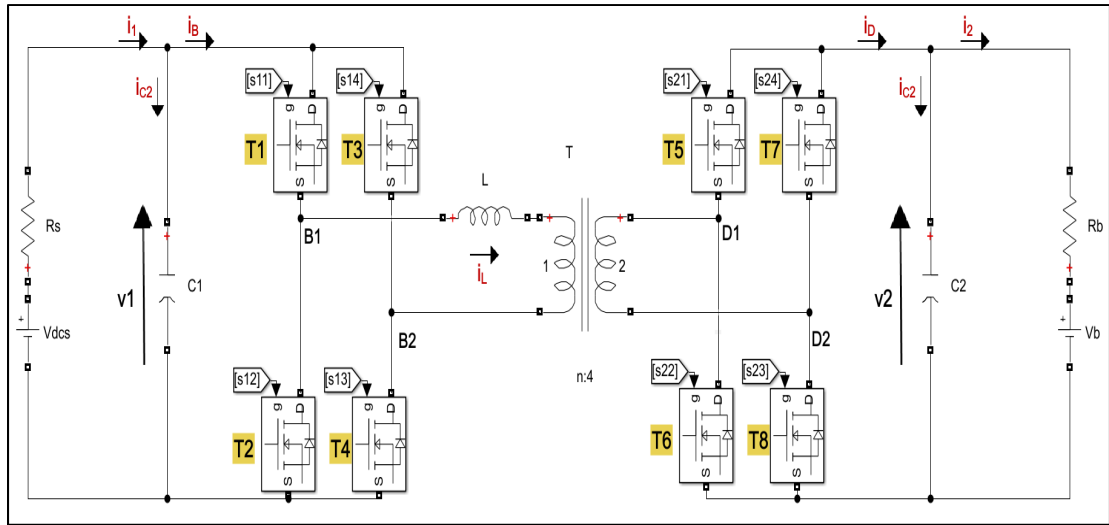 i1 iB iD i2
[s11] [s14] [s21] [s24]
iC2 iC2
g D g D g D g D
T1 T3 T T5 T7
S S L S S
Rs B1 D1 Rb
+ + + + +
1 2
v1 C1 iL v2 C2
+ Vdcs + Vb
B2 D2
n:4
[s12] [s13] [s22] [s23]
g D g D g D g D
T2 T4 T6 T8
S S S S